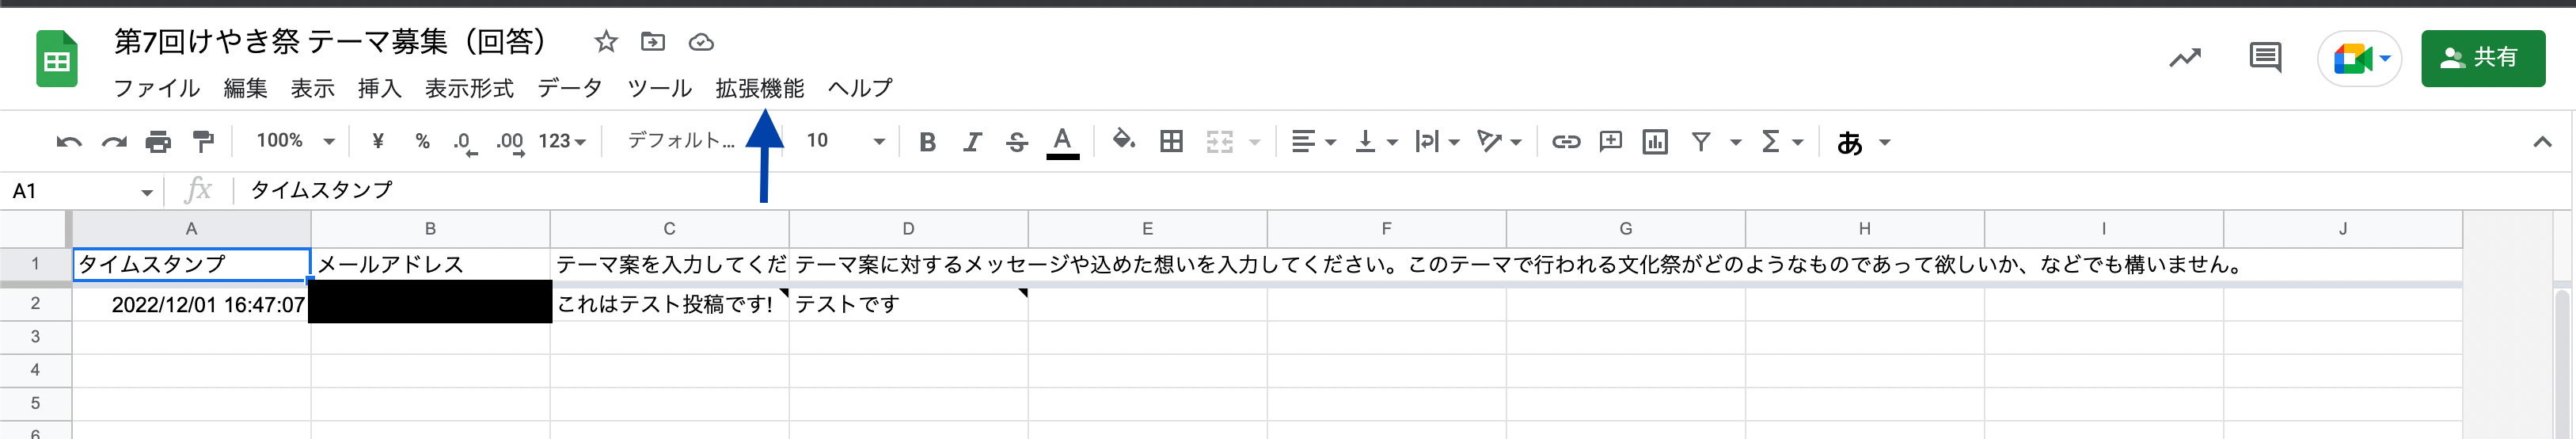 第7回けやき祭 テーマ募集（回答）
ファイル 編集 表示 挿入 表示形式 データ ツール 拡張機能 ヘルプ
共有
100% ¥ % .0 .00 123 デフォルト... 10 B I S A あ
A1 fx タイムスタンプ
A B C D E F G H I J
1 タイムスタンプ メールアドレス テーマ案を入力してくだ テーマ案に対するメッセージや込めた想いを入力してください。このテーマで行われる文化祭がどのようなものであって欲しいか、などでも構いません。
2 2022/12/01 16:47:07 これはテスト投稿です! テストです
3
4
5
6